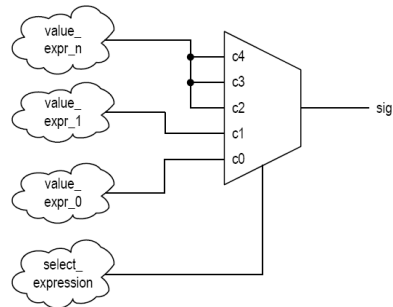 value_
expr_n
c4
c3
c2
sig
value_
expr_1
c1
c0
value_
expr_0
select_
expression